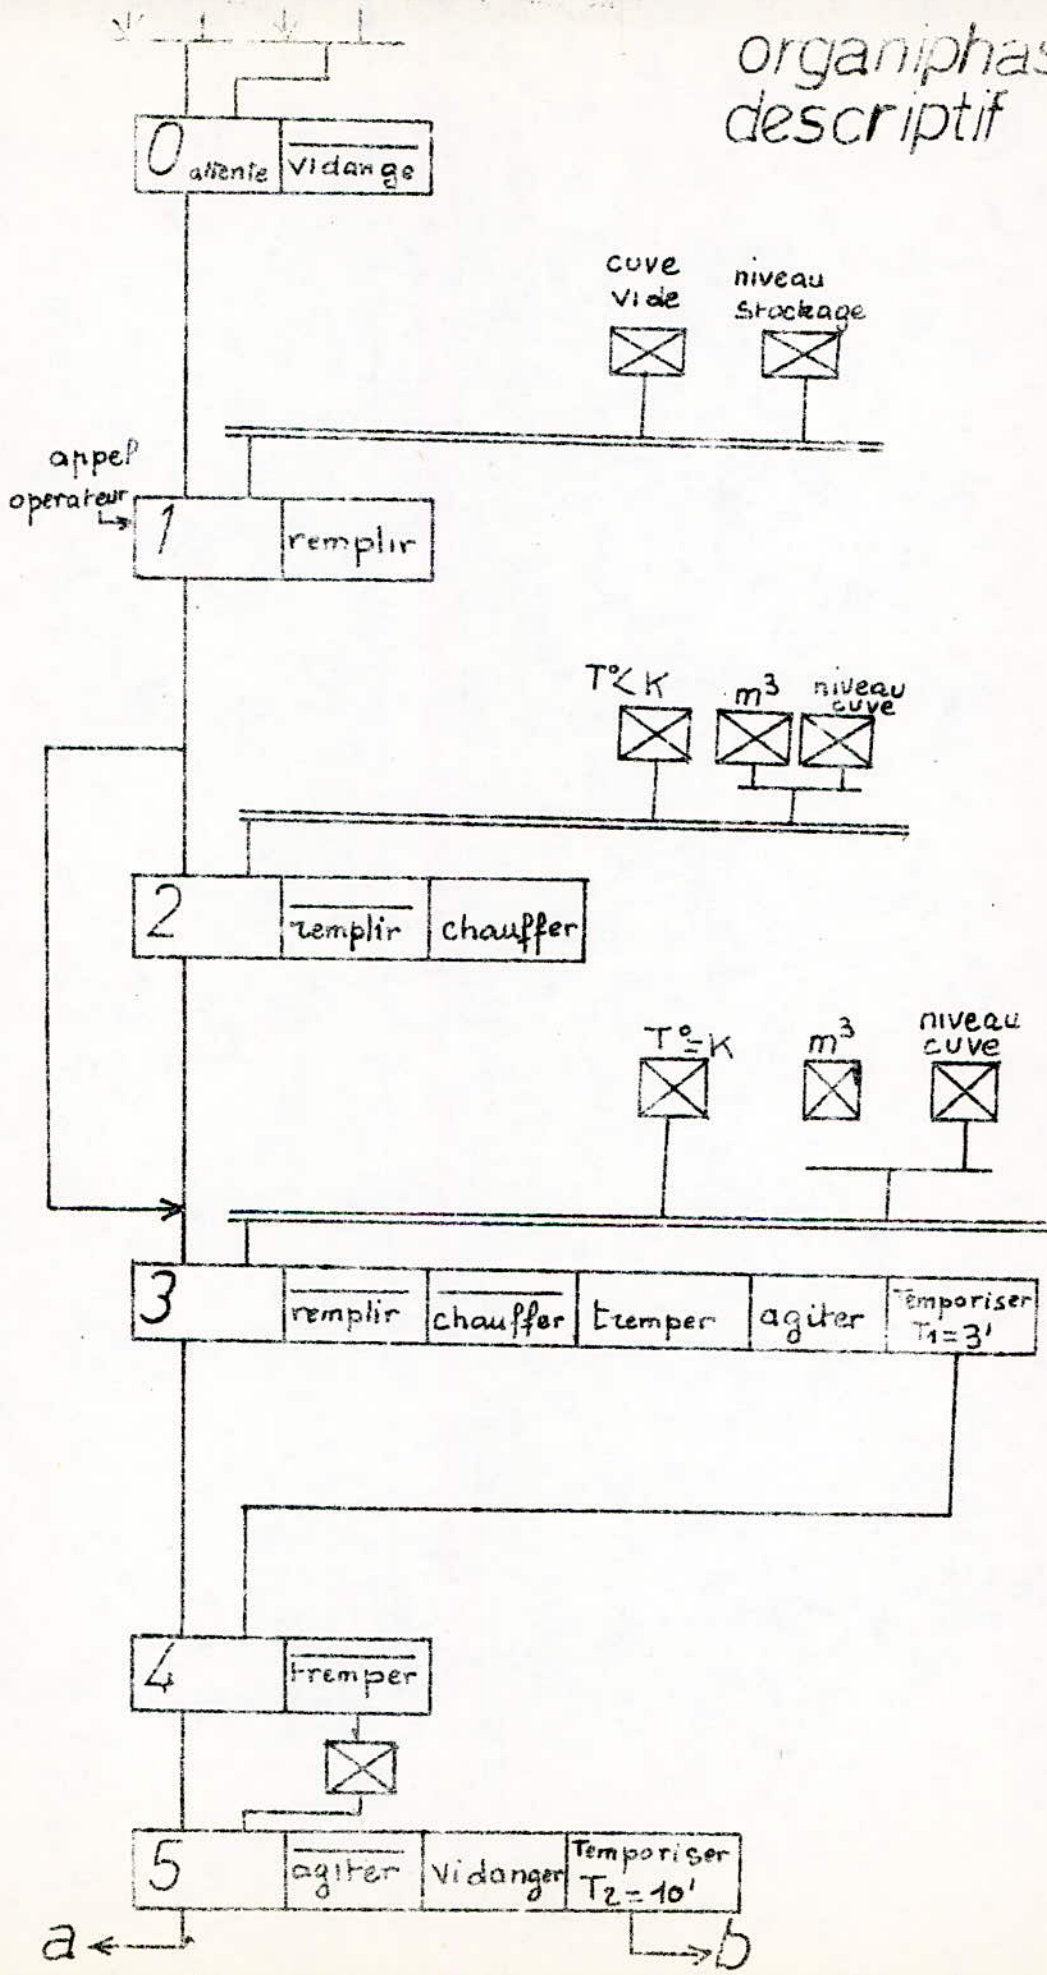 organiphas
descriptif
0 attente vidange
cuve
vide
niveau
stockage
appel
operateur
1 remplir
T°<K
m³
niveau
cuve
2 remplir chauffer
T°=K
m³
niveau
cuve
3 remplir chauffer tremper agiter Temporiser
T1=3'
4 tremper
5 agiter vidanger Temporiser
T2=10'
a
b